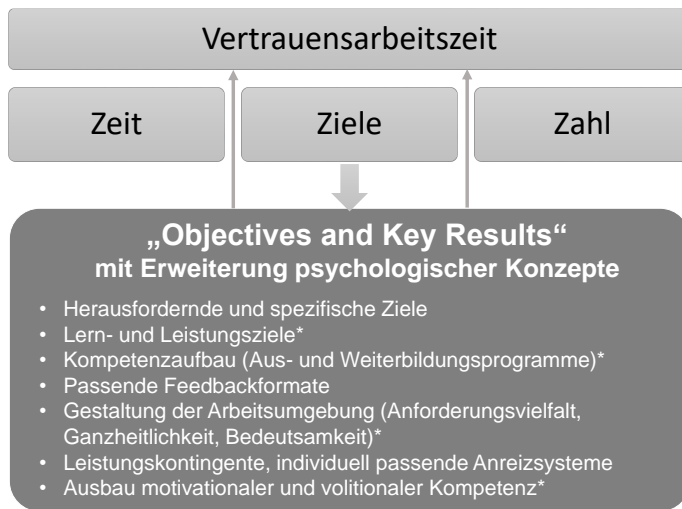 Vertrauensarbeitszeit
Zeit
Ziele
Zahl
„Objectives and Key Results“
mit Erweiterung psychologischer Konzepte
• Herausfordernde und spezifische Ziele
• Lern- und Leistungsziele*
• Kompetenzaufbau (Aus- und Weiterbildungsprogramme)*
• Passende Feedbackformate
• Gestaltung der Arbeitsumgebung (Anforderungsvielfalt,
Ganzheitlichkeit, Bedeutsamkeit)*
• Leistungskontingente, individuell passende Anreizsysteme
• Ausbau motivationaler und volitionaler Kompetenz*